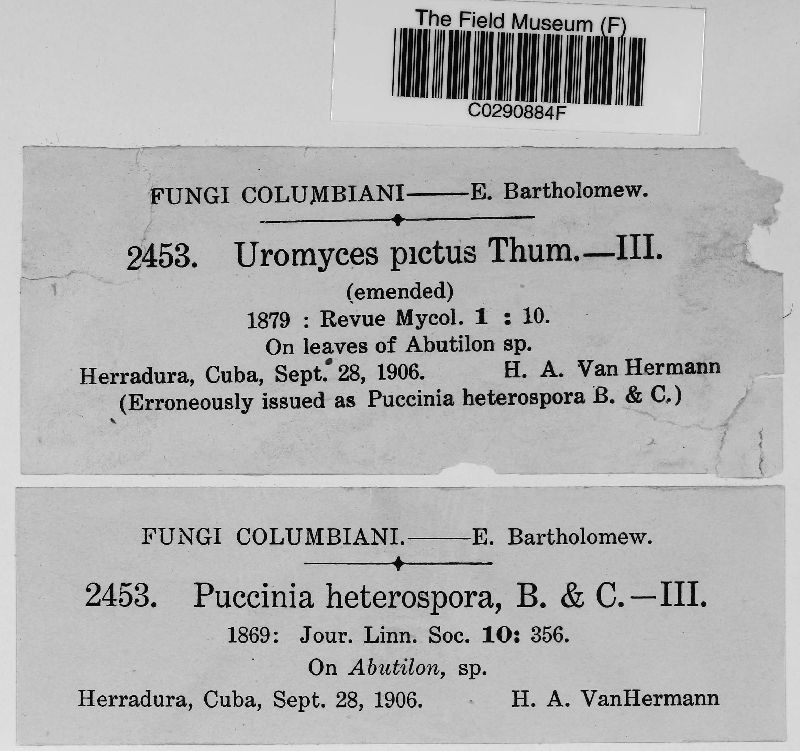 The Field Museum (F)
C0290884F
FUNGI COLUMBIANI——E. Bartholomew.
2453. Uromyces pictus Thum.—III.
(emended)
1879 : Revue Mycol. 1 : 10.
On leaves of Abutilon sp.
Herradura, Cuba, Sept. 28, 1906. H. A. Van Hermann
(Erroneously issued as Puccinia heterospora B. & C.)
FUNGI COLUMBIANI.——E. Bartholomew.
2453. Puccinia heterospora, B. & C.—III.
1869: Jour. Linn. Soc. 10: 356.
On Abutilon, sp.
Herradura, Cuba, Sept. 28, 1906. H. A. VanHermann